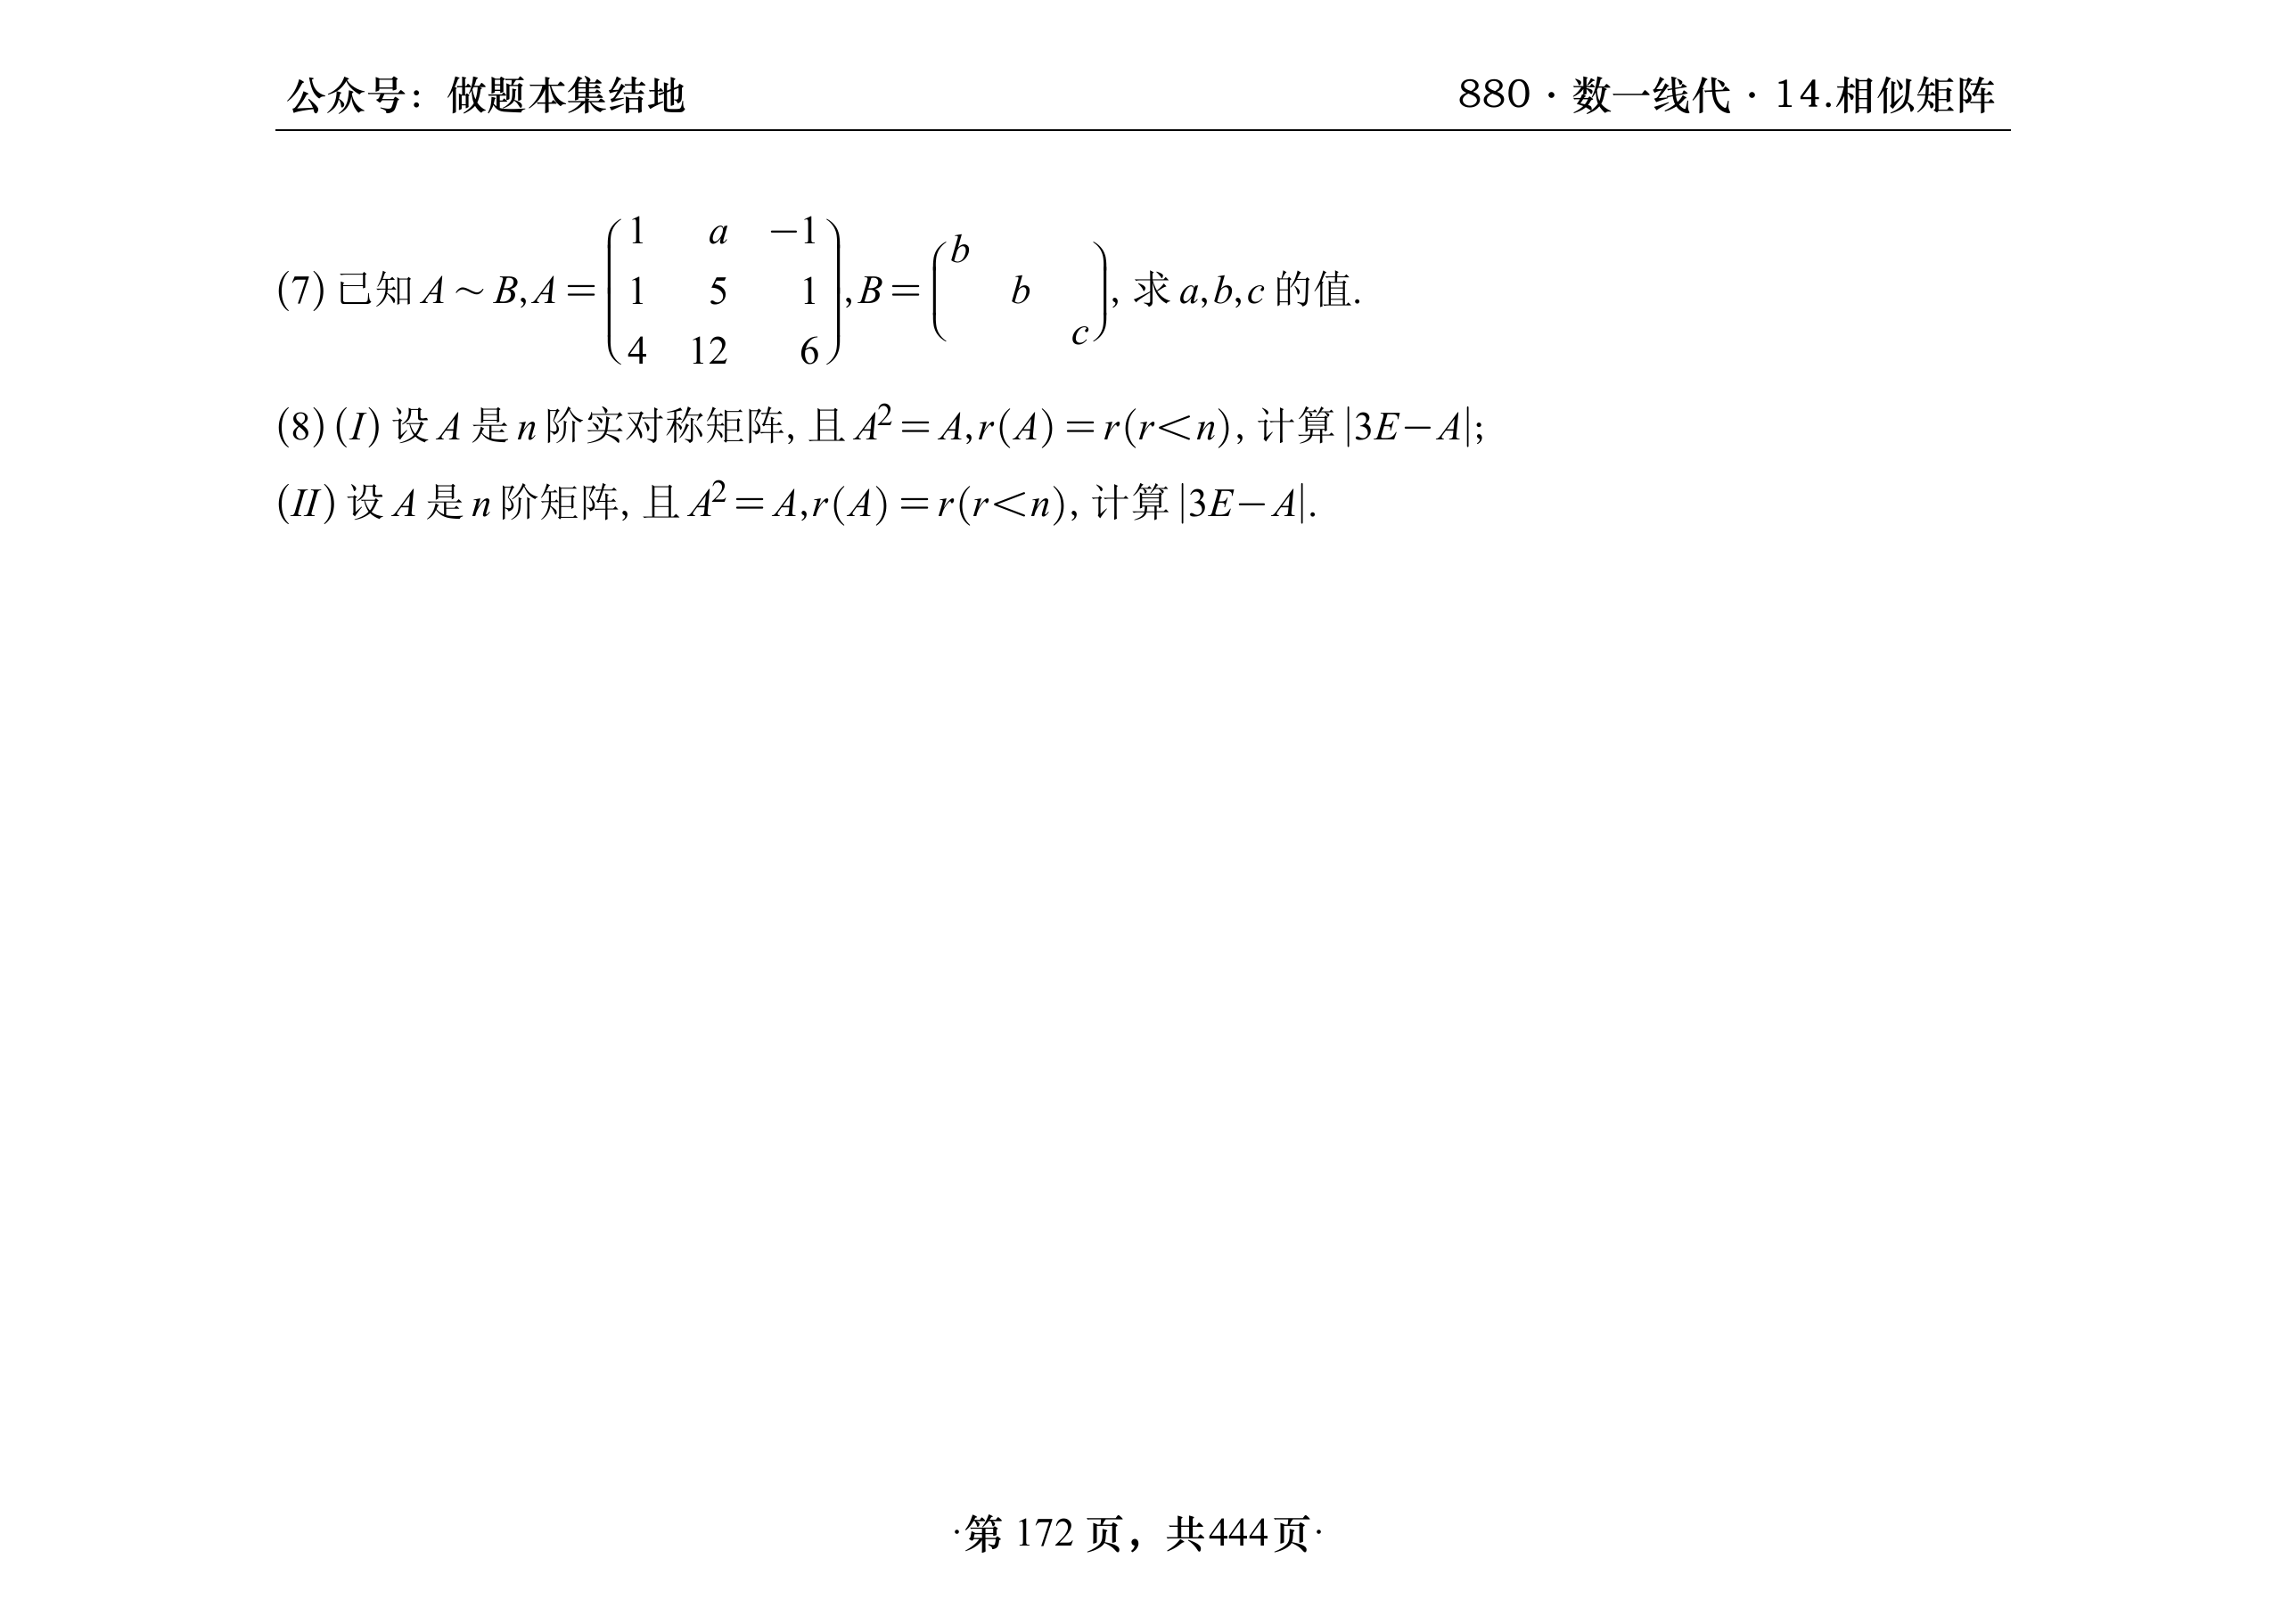 公众号：做题本集结地
880·数一线代·14.相似矩阵
(7) 已知 A ~ B, A = \begin{pmatrix} 1 & a & -1 \\ 1 & 5 & 1 \\ 4 & 12 & 6 \end{pmatrix}, B = \begin{pmatrix} b & & \\ & b & \\ & & c \end{pmatrix}, 求 a,b,c 的值.
(8) (I) 设 A 是 n 阶实对称矩阵, 且 A² = A, r(A) = r(r<n), 计算 |3E−A|;
(II) 设 A 是 n 阶矩阵, 且 A² = A, r(A) = r(r<n), 计算 |3E−A|.
·第 172 页，共444页·